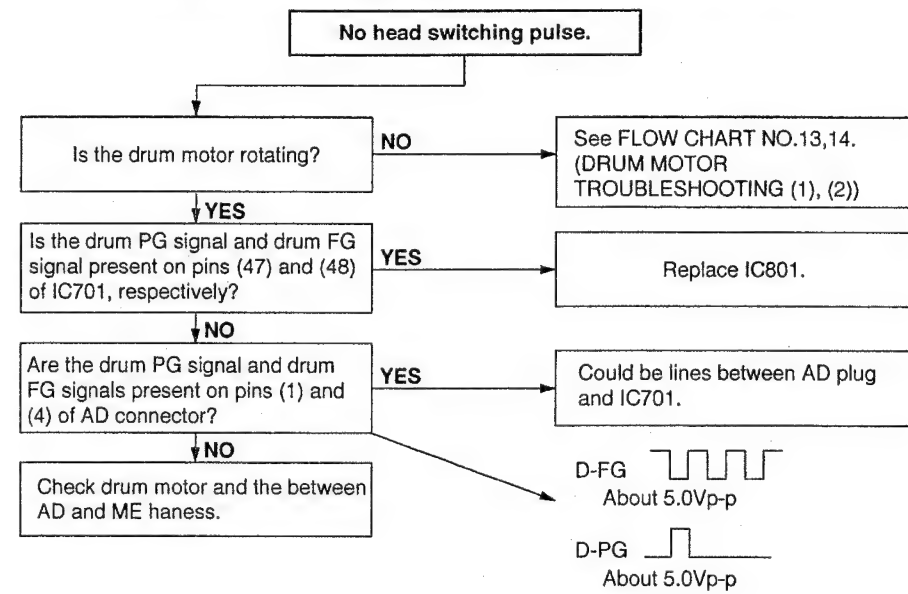 No head switching pulse.
Is the drum motor rotating?
NO
See FLOW CHART NO.13,14.
(DRUM MOTOR
TROUBLESHOOTING (1), (2))
YES
Is the drum PG signal and drum FG
signal present on pins (47) and (48)
of IC701, respectively?
YES
Replace IC801.
NO
Are the drum PG signal and drum
FG signals present on pins (1) and
(4) of AD connector?
YES
Could be lines between AD plug
and IC701.
NO
Check drum motor and the between
AD and ME haness.
D-FG
About 5.0Vp-p
D-PG
About 5.0Vp-p